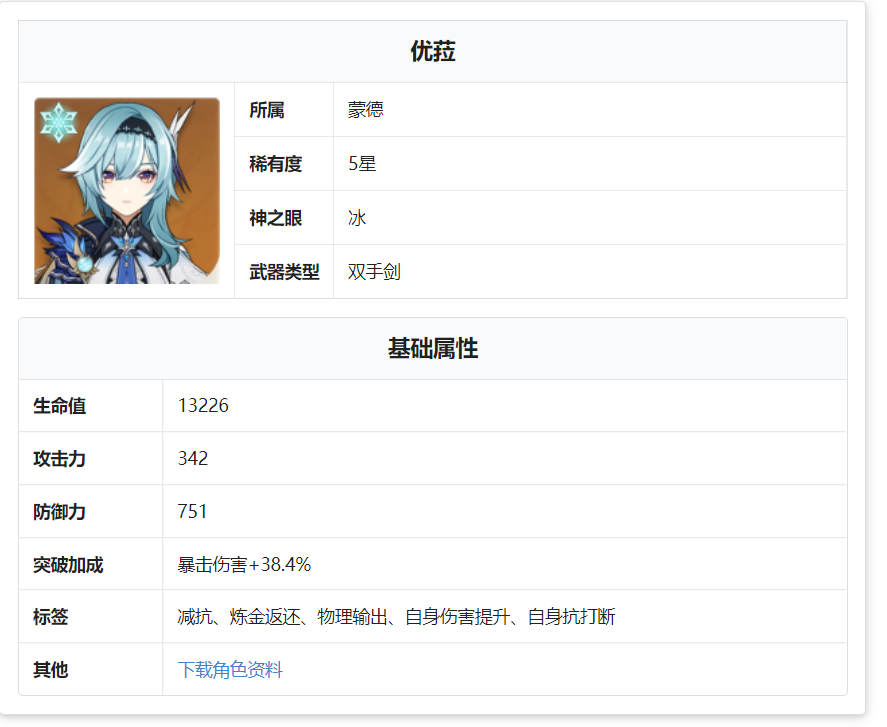 优菈
所属 蒙德
稀有度 5星
神之眼 冰
武器类型 双手剑
基础属性
生命值 13226
攻击力 342
防御力 751
突破加成 暴击伤害+38.4%
标签 减抗、炼金返还、物理输出、自身伤害提升、自身抗打断
其他 下载角色资料